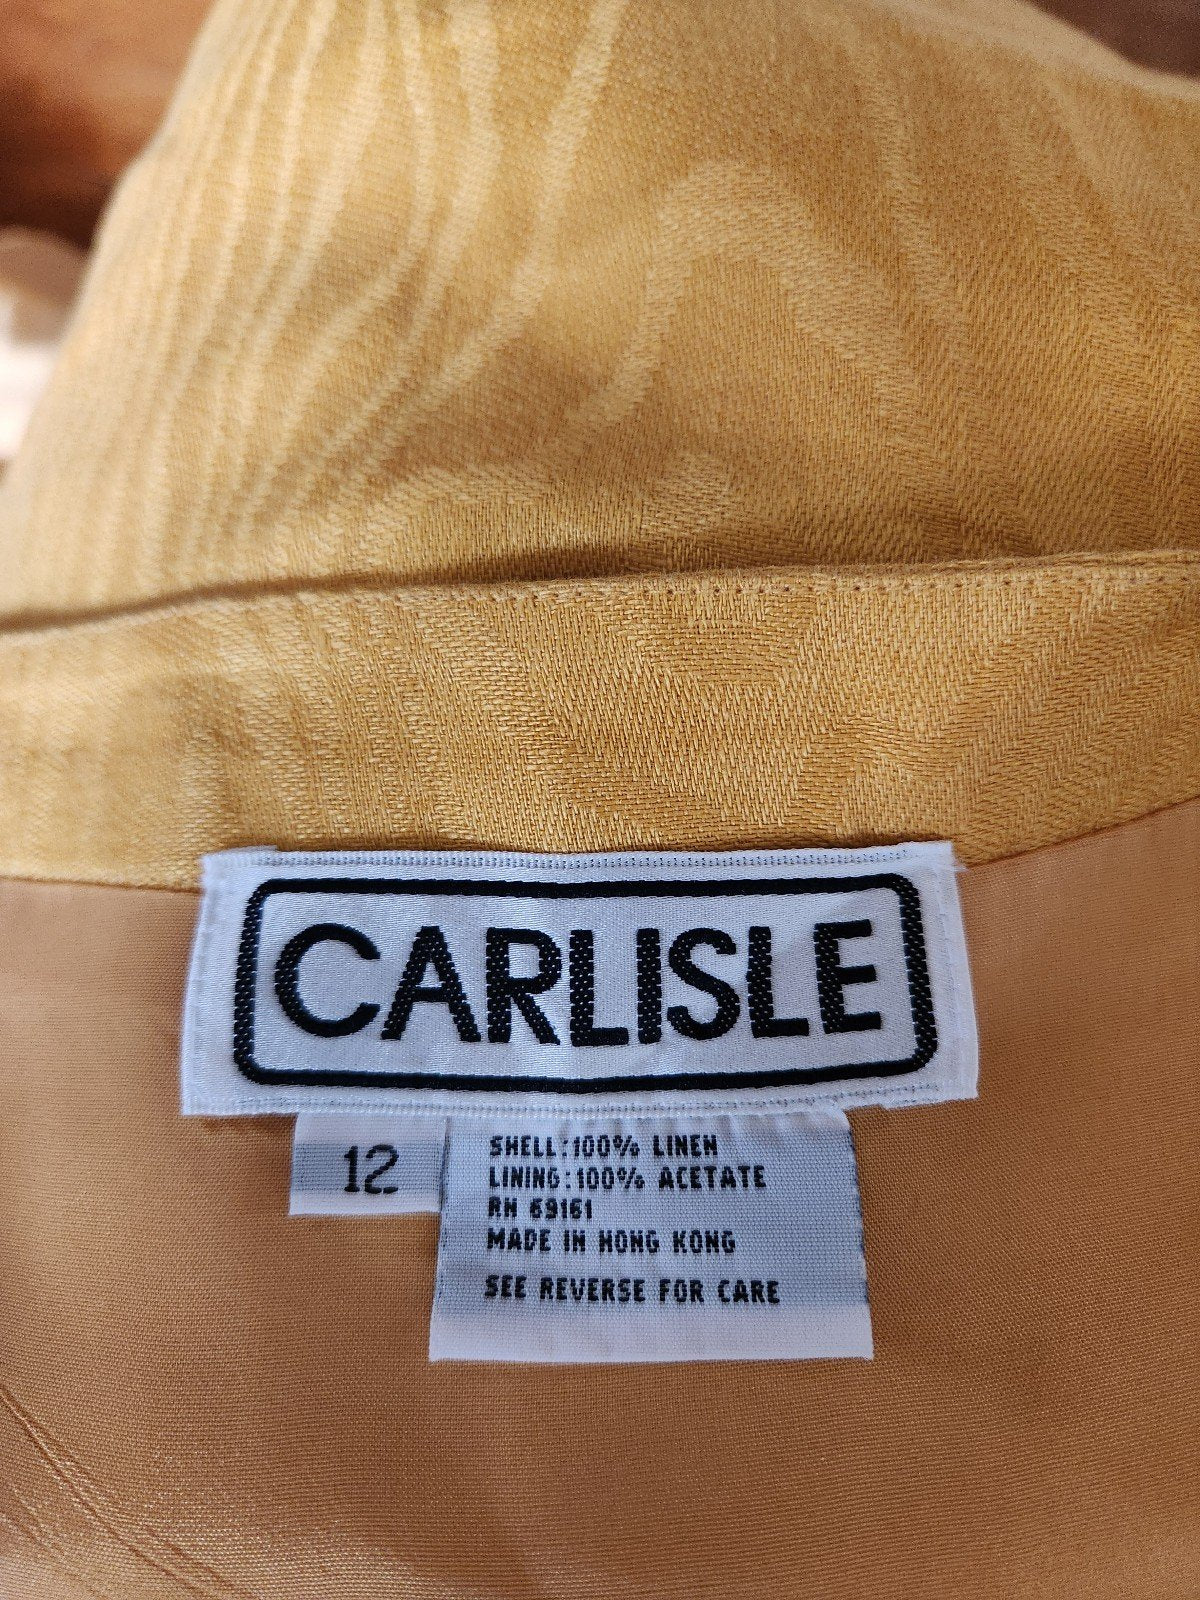 CARLISLE
12
SHELL:100% LINEN
LINING:100% ACETATE
RN 69161
MADE IN HONG KONG
SEE REVERSE FOR CARE